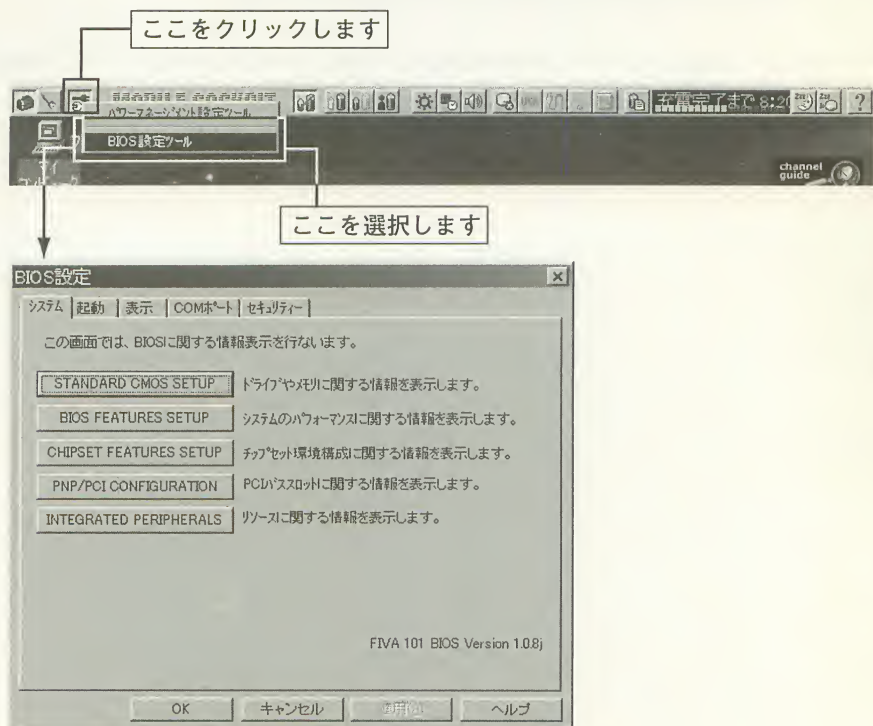 ここをクリックします
パワーマネージメント設定ツール
充電完了まで 8:20
?
BIOS設定ツール
マイ
channel
guide
ここを選択します
BIOS設定
システム 起動 表示 COMポート セキュリティー
この画面では、BIOSに関する情報表示を行ないます。
STANDARD CMOS SETUP ドライブやメモリに関する情報を表示します。
BIOS FEATURES SETUP システムのパフォーマンスに関する情報を表示します。
CHIPSET FEATURES SETUP チップセット環境構成に関する情報を表示します。
PNP/PCI CONFIGURATION PCIバススロットに関する情報を表示します。
INTEGRATED PERIPHERALS リソースに関する情報を表示します。
FIVA 101 BIOS Version 1.0.8j
OK キャンセル ヘルプ